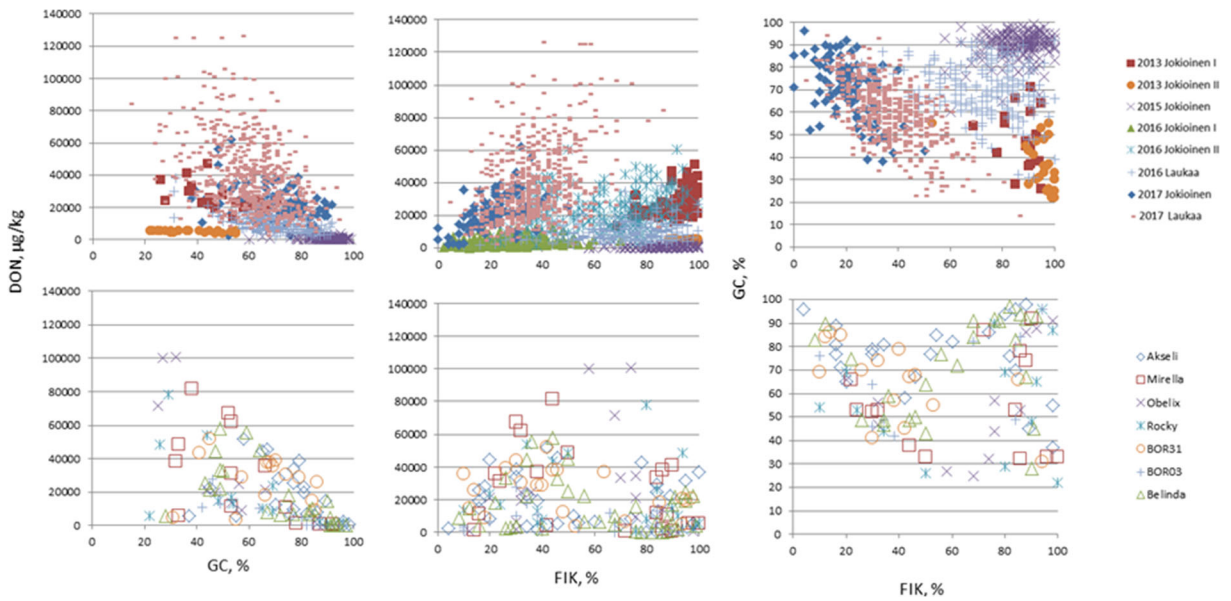 140000
120000
100000
80000
60000
40000
20000
0
0 20 40 60 80 100
140000
120000
100000
80000
60000
40000
20000
0
0 20 40 60 80 100
100
90
80
70
60
50
40
30
20
10
0
0 20 40 60 80 100
2013 Jokioinen I
2013 Jokioinen II
2015 Jokioinen
2016 Jokioinen I
2016 Jokioinen II
2016 Laukaa
2017 Jokioinen
2017 Laukaa
DON, µg/kg
GC, %
140000
120000
100000
80000
60000
40000
20000
0
0 20 40 60 80 100
GC, %
140000
120000
100000
80000
60000
40000
20000
0
0 20 40 60 80 100
FIK, %
100
90
80
70
60
50
40
30
20
10
0
0 20 40 60 80 100
FIK, %
Akseli
Mirella
Obelix
Rocky
BOR31
BOR03
Belinda